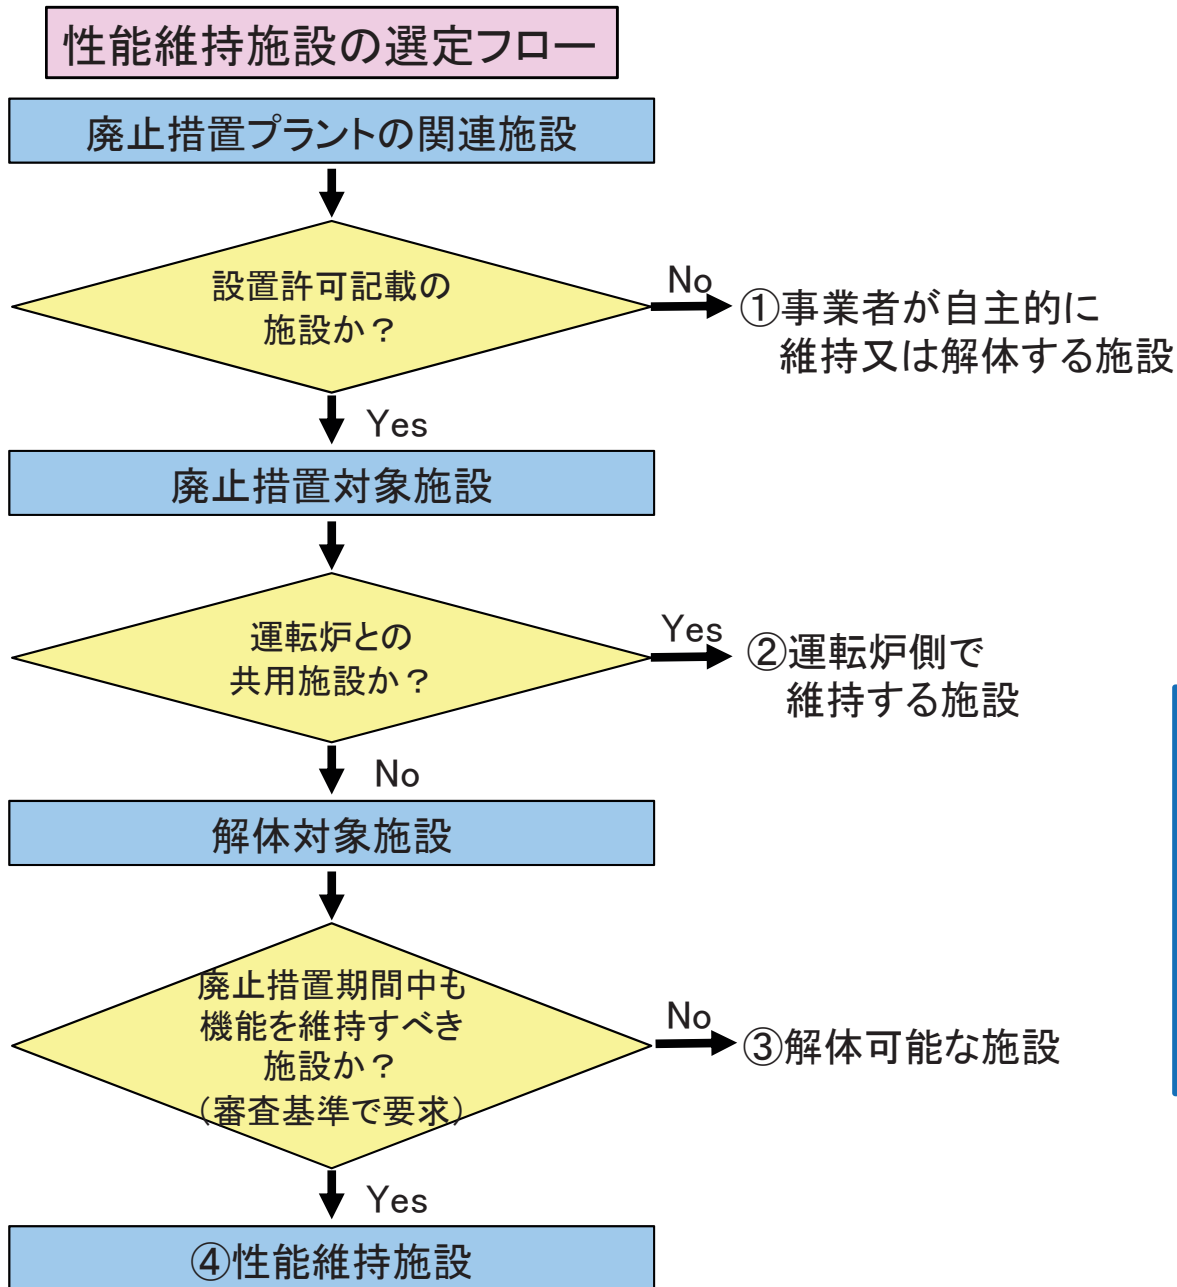 性能維持施設の選定フロー
廃止措置プラントの関連施設
設置許可記載の
施設か？
No
①事業者が自主的に
維持又は解体する施設
Yes
廃止措置対象施設
運転炉との
共用施設か？
Yes
②運転炉側で
維持する施設
No
解体対象施設
廃止措置期間中も
機能を維持すべき
施設か？
（審査基準で要求）
No
③解体可能な施設
Yes
④性能維持施設